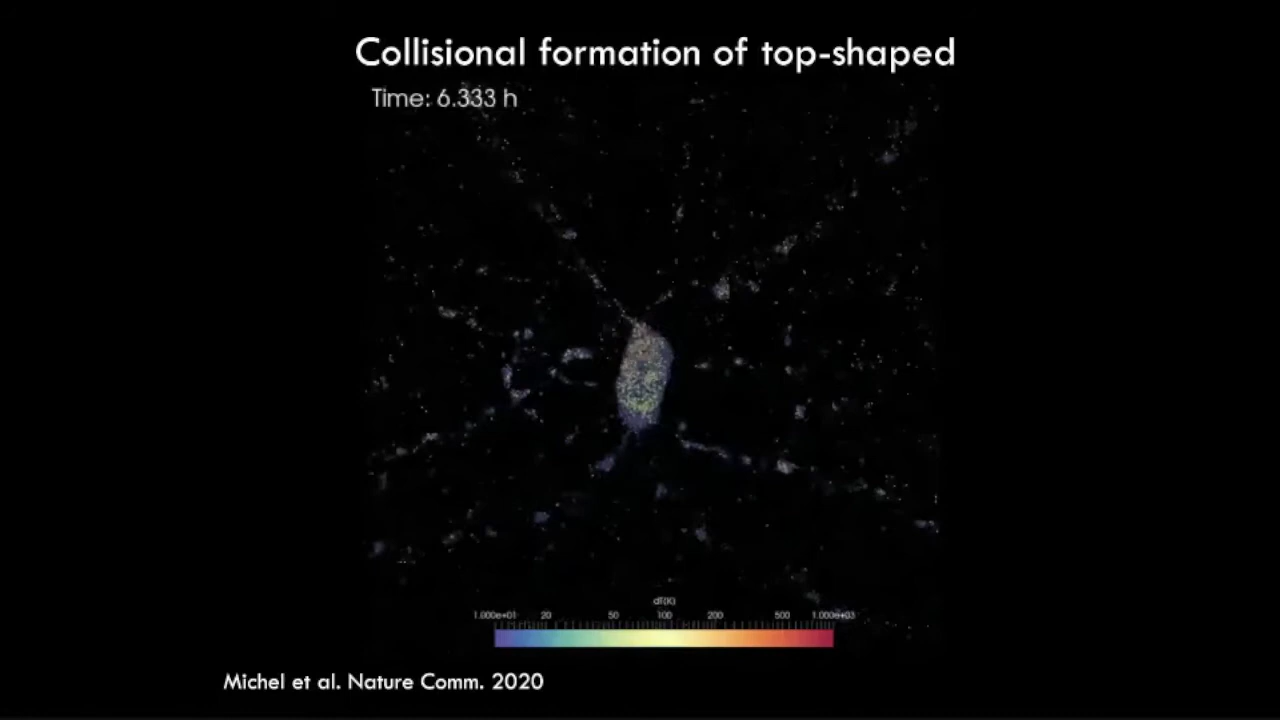 Collisional formation of top-shaped
Time: 6.333 h
dT(K)
1.000e+01 20 50 100 200 500 1.000e+03
Michel et al. Nature Comm. 2020